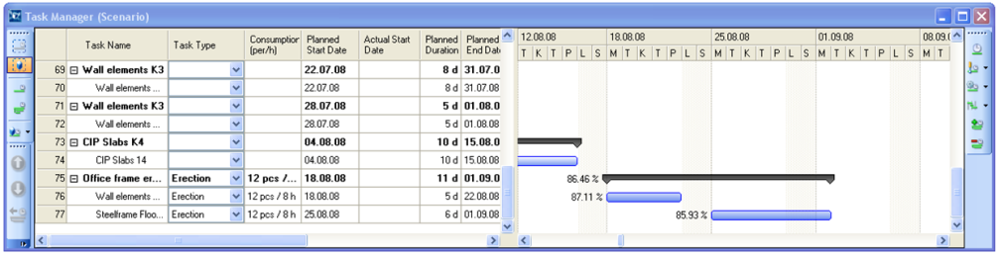 Task Manager (Scenario)
Task Name Task Type Consumption (per/h) Planned Start Date Actual Start Date Planned Duration Planned End Date 12.08.08 18.08.08 25.08.08 01.09.08 08.09.0
T K T P L S M T K T P L S M T K T P L S M T K T P L S M T
69 Wall elements K3 22.07.08 8 d 31.07.0
70 Wall elements ... 22.07.08 8 d 31.07.08
71 Wall elements K3 28.07.08 5 d 01.08.0
72 Wall elements ... 28.07.08 5 d 01.08.08
73 CIP Slabs K4 04.08.08 10 d 15.08.0
74 CIP Slabs 14 04.08.08 10 d 15.08.08
75 Office frame er... Erection 12 pcs /... 18.08.08 11 d 01.09.0 86.46 %
76 Wall elements ... Erection 12 pcs / 8 h 18.08.08 5 d 22.08.08 87.11 %
77 Steelframe Floo... Erection 12 pcs / 8 h 25.08.08 6 d 01.09.08 85.93 %